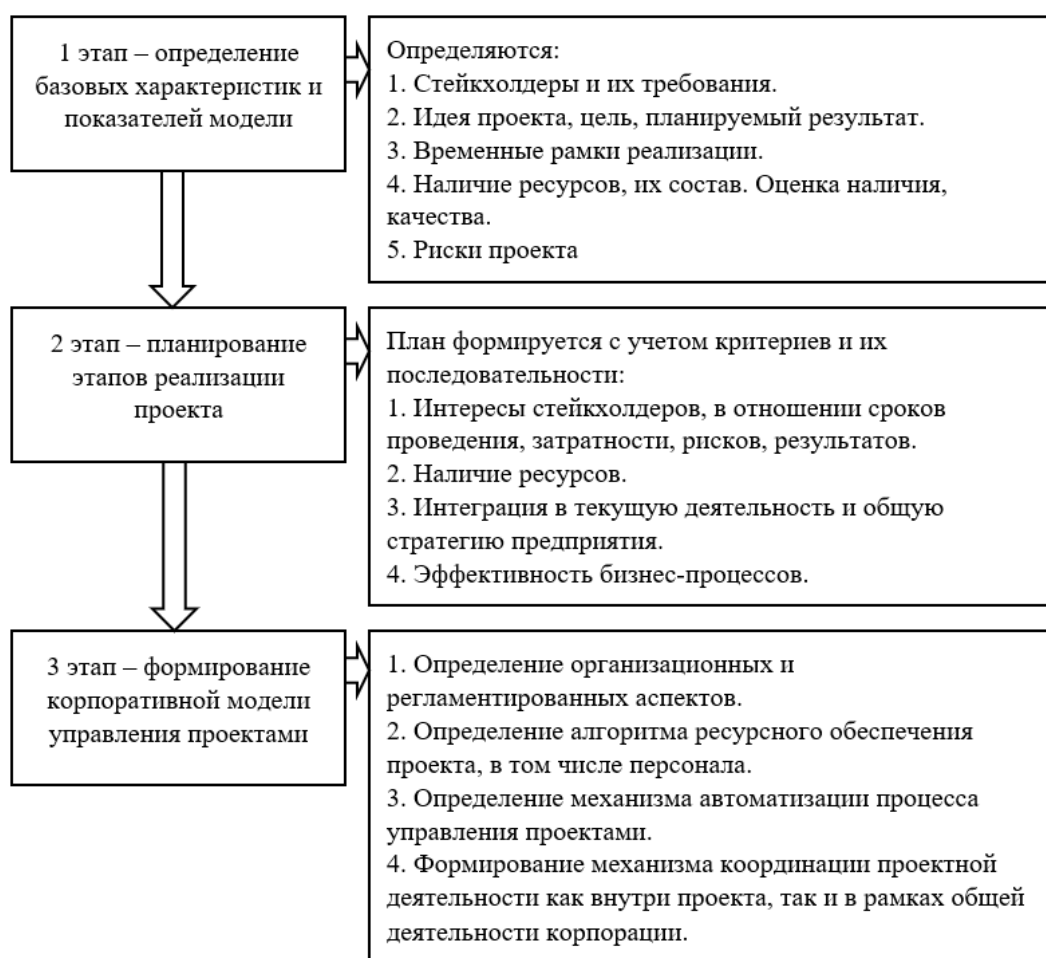 1 этап – определение
базовых характеристик и
показателей модели
Определяются:
1. Стейкхолдеры и их требования.
2. Идея проекта, цель, планируемый результат.
3. Временные рамки реализации.
4. Наличие ресурсов, их состав. Оценка наличия,
качества.
5. Риски проекта
2 этап – планирование
этапов реализации
проекта
План формируется с учетом критериев и их
последовательности:
1. Интересы стейкхолдеров, в отношении сроков
проведения, затратности, рисков, результатов.
2. Наличие ресурсов.
3. Интеграция в текущую деятельность и общую
стратегию предприятия.
4. Эффективность бизнес-процессов.
3 этап – формирование
корпоративной модели
управления проектами
1. Определение организационных и
регламентированных аспектов.
2. Определение алгоритма ресурсного обеспечения
проекта, в том числе персонала.
3. Определение механизма автоматизации процесса
управления проектами.
4. Формирование механизма координации проектной
деятельности как внутри проекта, так и в рамках общей
деятельности корпорации.